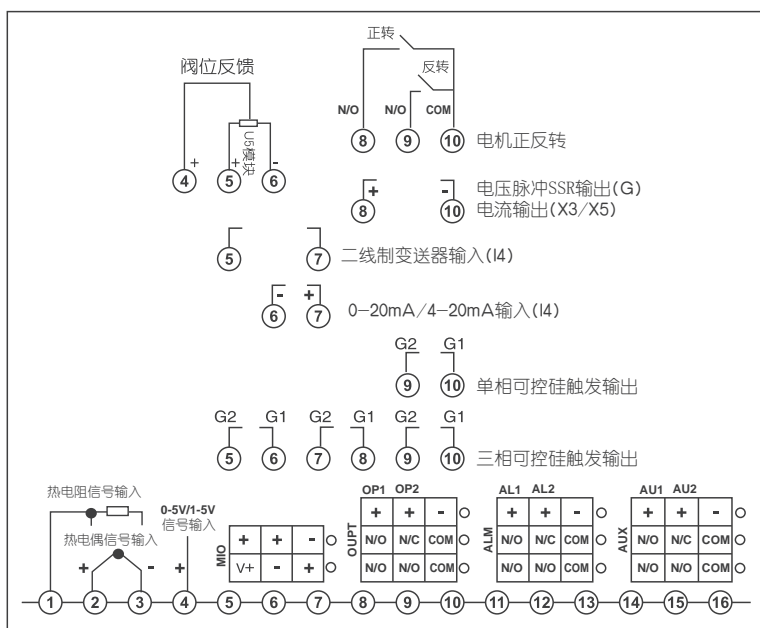 正转
阀位反馈
反转
N/O N/O COM
U5模块
8 9 10 电机正反转
+ + -
4 5 6
+ - 电压脉冲SSR输出(G)
8 10 电流输出(X3/X5)
5 7 二线制变送器输入(I4)
- +
6 7 0-20mA/4-20mA输入(I4)
G2 G1
9 10 单相可控硅触发输出
G2 G1 G2 G1 G2 G1
5 6 7 8 9 10 三相可控硅触发输出
热电阻信号输入
0-5V/1-5V
信号输入
热电偶信号输入
+ - +
MIO
+ + -
V+ - +
OP1 OP2
OUPT
+ + -
N/O N/C COM
N/O N/O COM
AL1 AL2
ALM
+ + -
N/O N/C COM
N/O N/O COM
AU1 AU2
AUX
+ + -
N/O N/C COM
N/O N/O COM
1 2 3 4 5 6 7 8 9 10 11 12 13 14 15 16